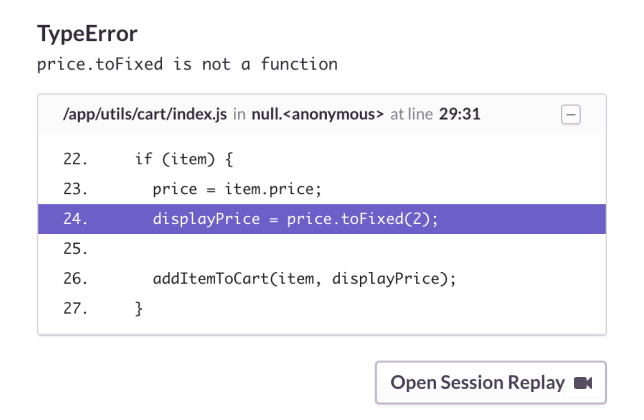 TypeError
price.toFixed is not a function
/app/utils/cart/index.js in null.<anonymous> at line 29:31
22. if (item) {
23. price = item.price;
24. displayPrice = price.toFixed(2);
25.
26. addItemToCart(item, displayPrice);
27. }
Open Session Replay